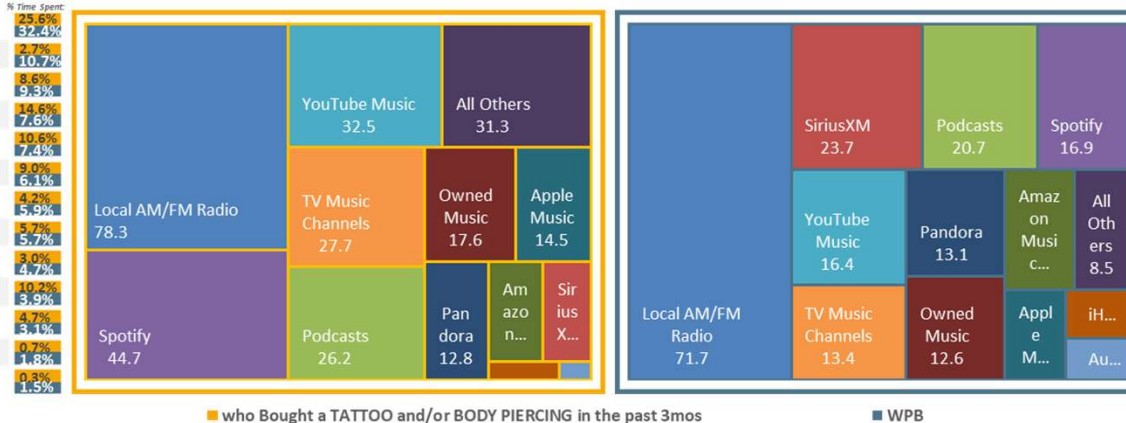 % Time Spent:
25.6%
32.4%
2.7%
10.7%
8.6%
9.3%
14.6%
7.6%
10.6%
7.4%
9.0%
6.1%
4.2%
5.9%
5.7%
5.7%
3.0%
4.7%
10.2%
3.9%
4.7%
3.1%
0.7%
1.8%
0.3%
1.5%
Local AM/FM Radio
78.3
Spotify
44.7
YouTube Music
32.5
All Others
31.3
TV Music
Channels
27.7
Owned
Music
17.6
Apple
Music
14.5
Podcasts
26.2
Pan
dora
12.8
Am
azo
n...
Sir
ius
X...
Local AM/FM
Radio
71.7
SiriusXM
23.7
Podcasts
20.7
Spotify
16.9
YouTube
Music
16.4
Pandora
13.1
Amaz
on
Music
...
All
Oth
ers
8.5
TV Music
Channels
13.4
Owned
Music
12.6
Appl
e
M...
iH...
Au...
who Bought a TATTOO and/or BODY PIERCING in the past 3mos
WPB